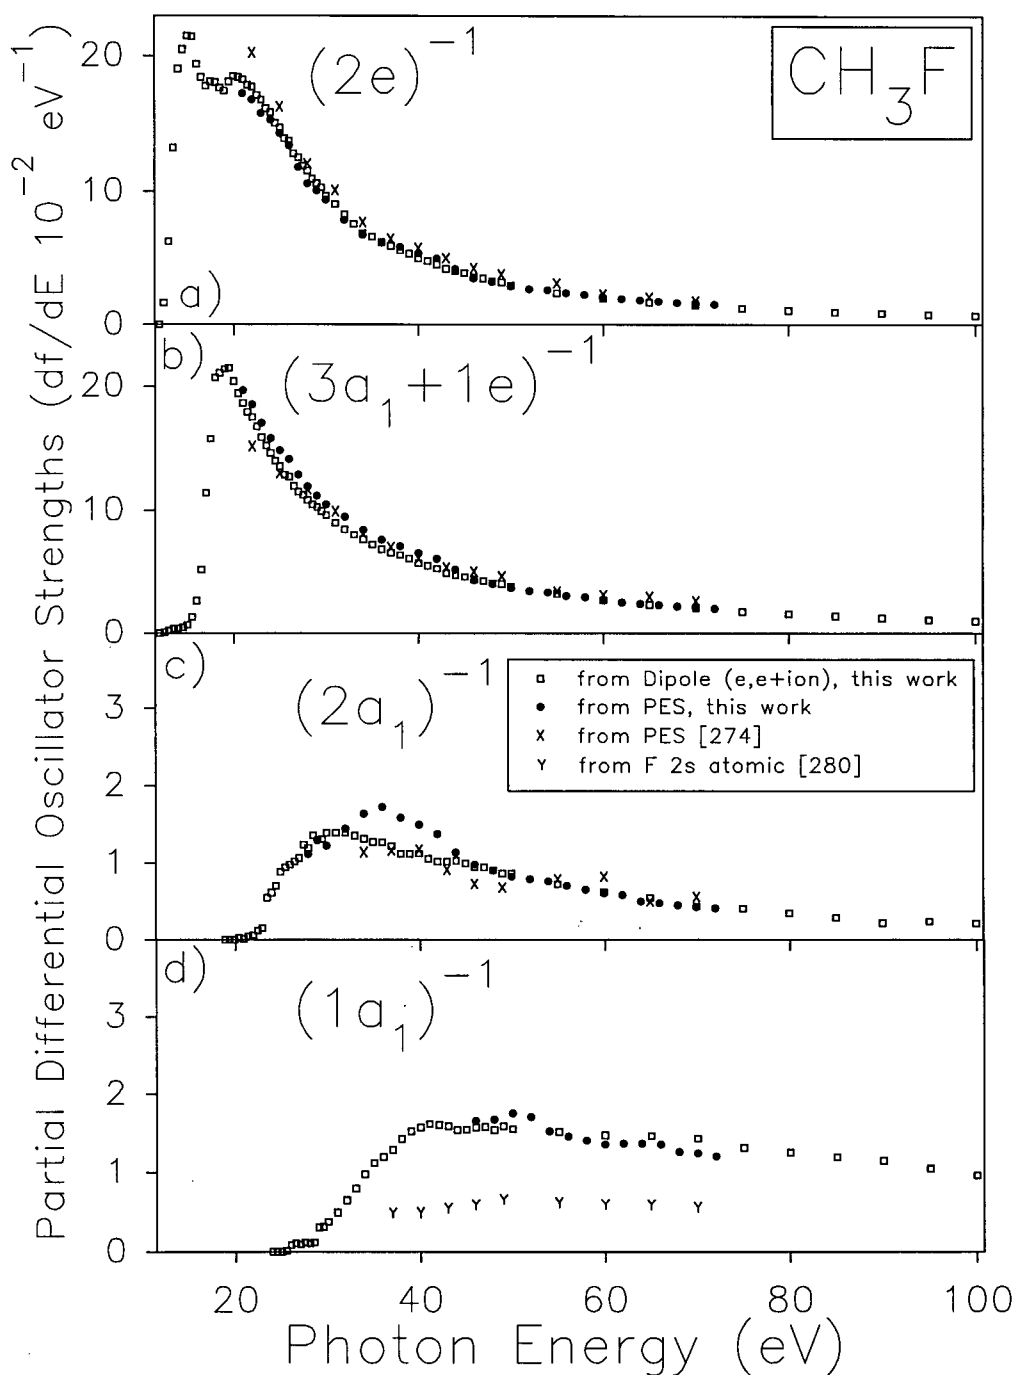 Partial Differential Oscillator Strengths (df/dE 10⁻² eV⁻¹)
CH₃F
(2e)⁻¹
a)
20
10
0
b)
(3a₁+1e)⁻¹
20
10
0
c)
(2a₁)⁻¹
from Dipole (e,e+ion), this work
from PES, this work
from PES [274]
from F 2s atomic [280]
3
2
1
0
d)
(1a₁)⁻¹
3
2
1
0
20 40 60 80 100
Photon Energy (eV)